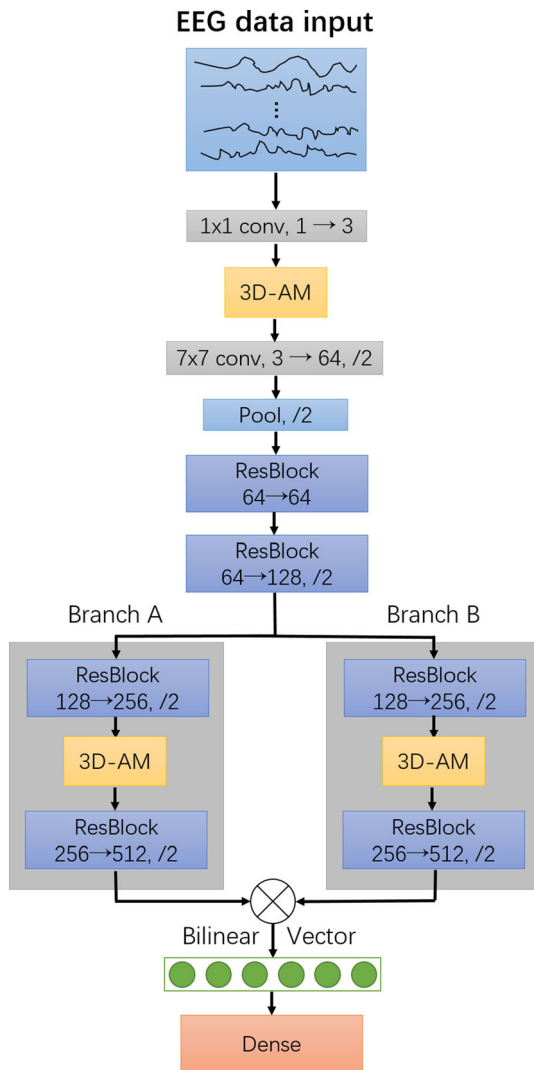 EEG data input
1x1 conv, 1 → 3
3D-AM
7x7 conv, 3 → 64, /2
Pool, /2
ResBlock
64→64
ResBlock
64→128, /2
Branch A
Branch B
ResBlock
128→256, /2
3D-AM
ResBlock
256→512, /2
ResBlock
128→256, /2
3D-AM
ResBlock
256→512, /2
Bilinear Vector
Dense